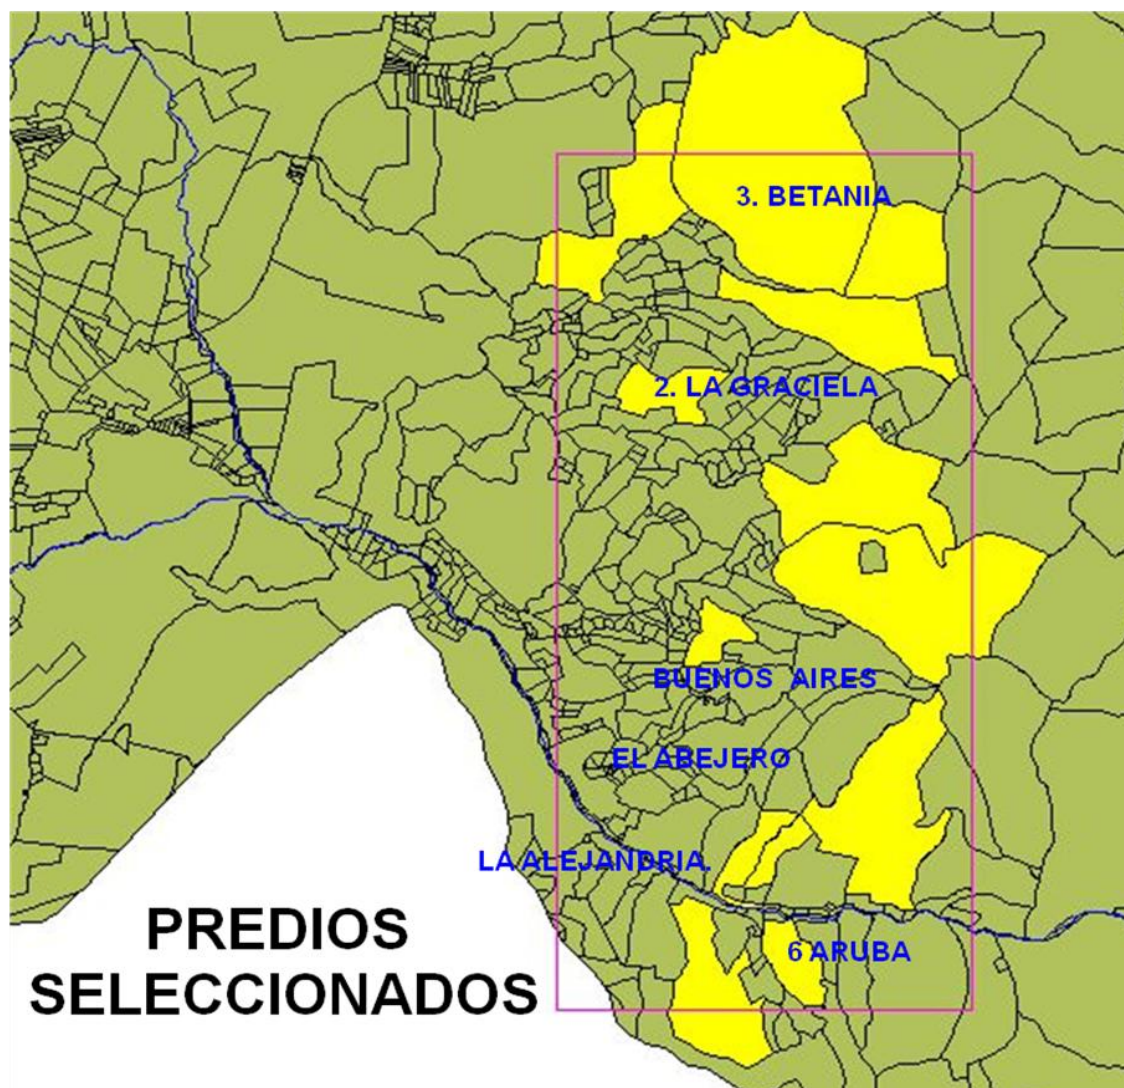 3. BETANIA
2. LA GRACIELA
BUENOS AIRES
EL ABEJERO
LA ALEJANDRIA.
6 ARUBA
PREDIOS
SELECCIONADOS